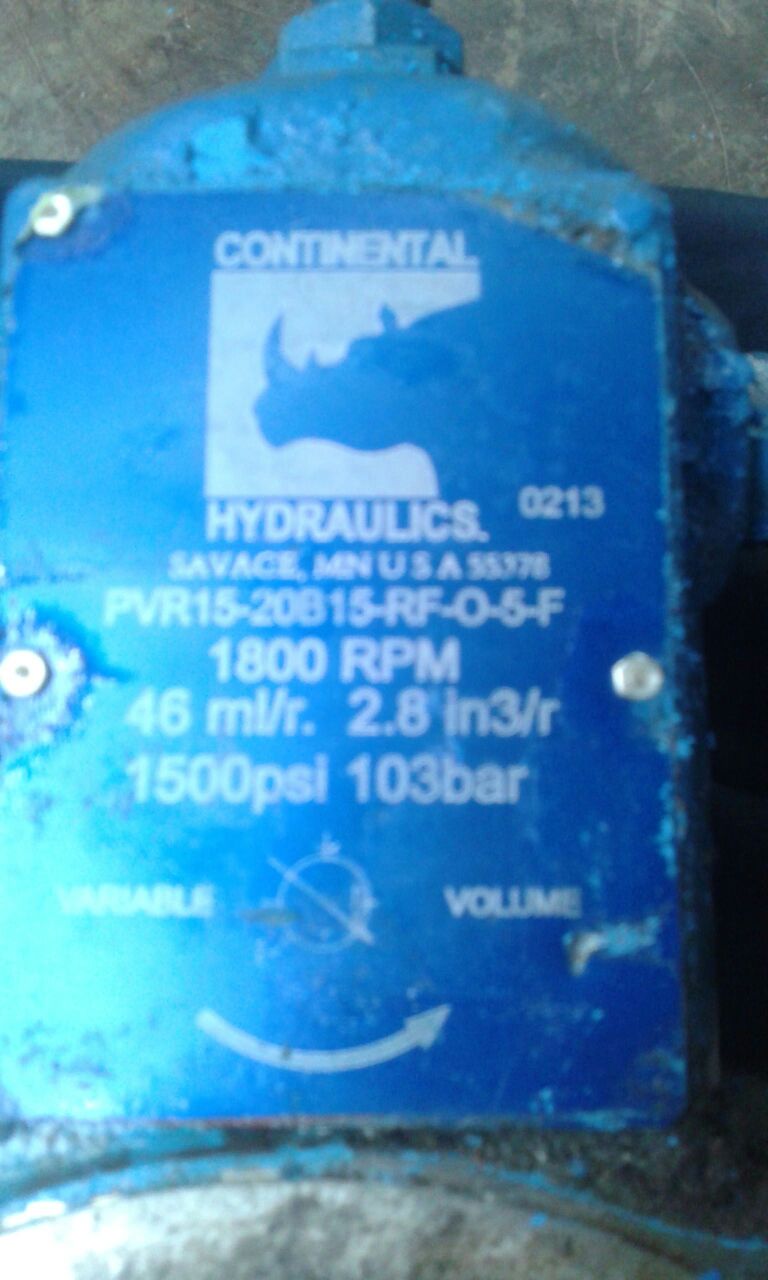 CONTINENTAL
HYDRAULICS. 0213
SAVAGE, MN U S A 55378
PVR15-20B15-RF-O-5-F
1800 RPM
46 ml/r. 2.8 in3/r
1500psi 103bar
VARIABLE VOLUME